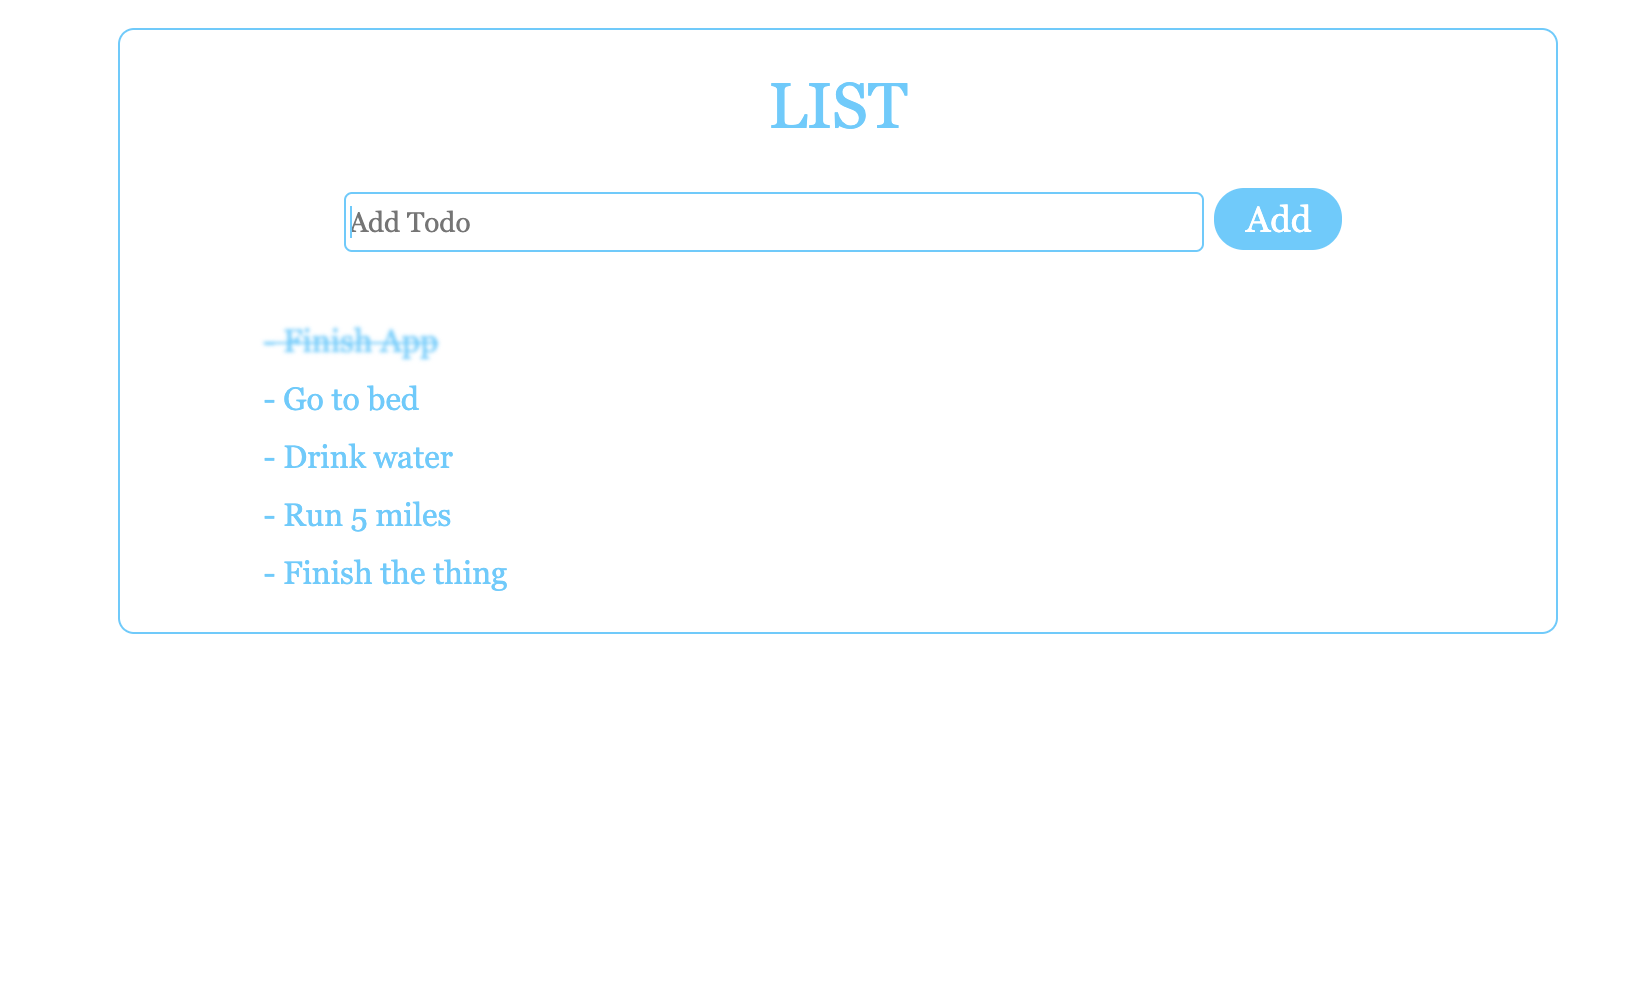 LIST
Add Todo
Add
- Finish App
- Go to bed
- Drink water
- Run 5 miles
- Finish the thing